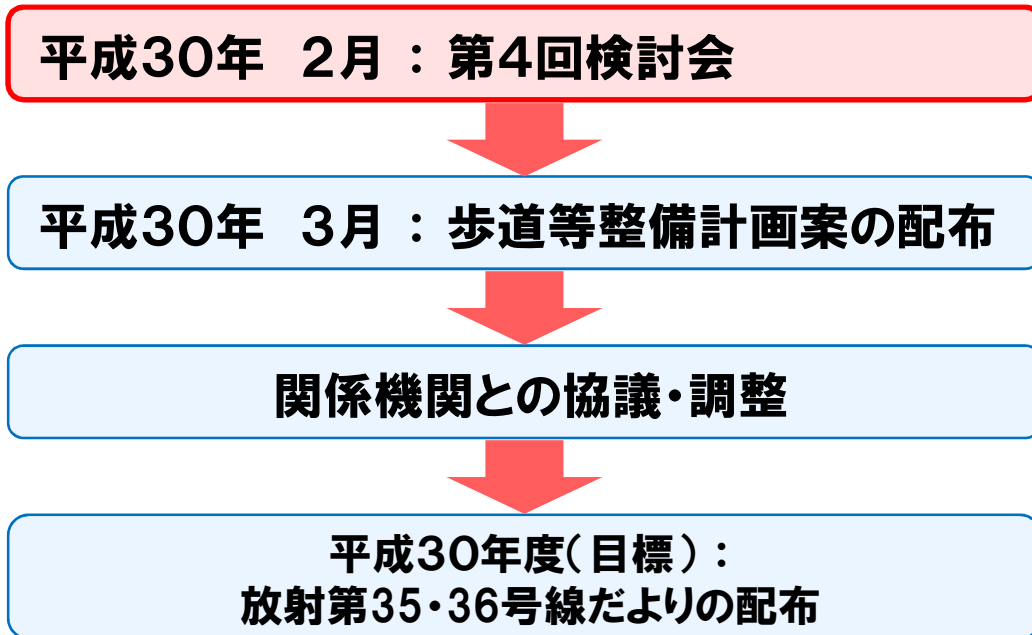 平成30年　2月 : 第4回検討会
平成30年　3月 : 歩道等整備計画案の配布
関係機関との協議・調整
平成30年度(目標) :
放射第35・36号線だよりの配布